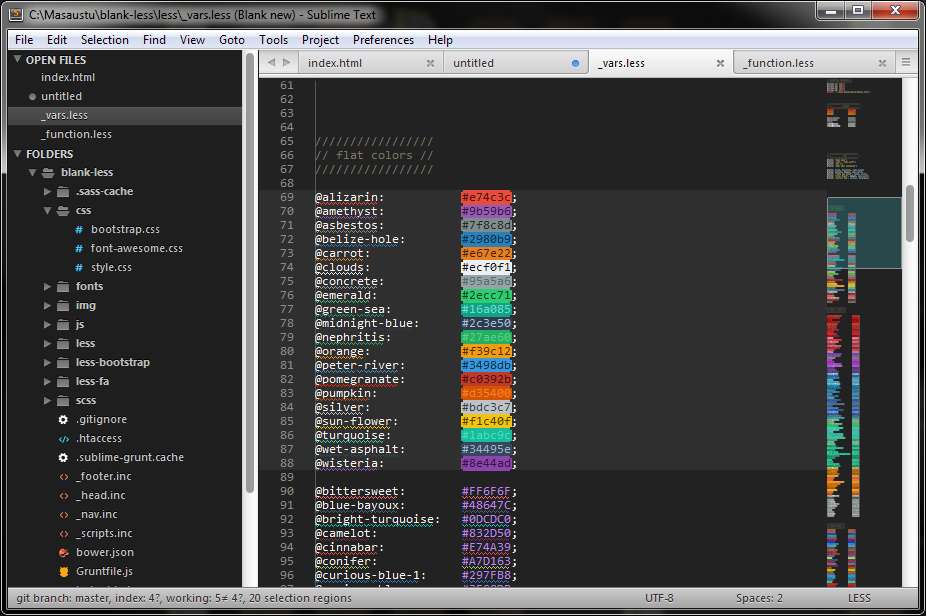 C:\Masaustu\blank-less\less\_vars.less (Blank new) - Sublime Text
File Edit Selection Find View Goto Tools Project Preferences Help
OPEN FILES
index.html
untitled
_vars.less
_function.less
FOLDERS
blank-less
.sass-cache
css
# bootstrap.css
# font-awesome.css
# style.css
fonts
img
js
less
less-bootstrap
less-fa
scss
.gitignore
.htaccess
.sublime-grunt.cache
_footer.inc
_head.inc
_nav.inc
_scripts.inc
bower.json
Gruntfile.js
index.html untitled _vars.less _function.less
61
62
63
64
65 /////////////////
66 // flat colors //
67 /////////////////
68
69 @alizarin: #e74c3c;
70 @amethyst: #9b59b6;
71 @asbestos: #7f8c8d;
72 @belize-hole: #2980b9;
73 @carrot: #e67e22;
74 @clouds: #ecf0f1;
75 @concrete: #95a5a6;
76 @emerald: #2ecc71;
77 @green-sea: #16a085;
78 @midnight-blue: #2c3e50;
79 @nephritis: #27ae60;
80 @orange: #f39c12;
81 @peter-river: #3498db;
82 @pomegranate: #c0392b;
83 @pumpkin: #d35400;
84 @silver: #bdc3c7;
85 @sun-flower: #f1c40f;
86 @turquoise: #1abc9c;
87 @wet-asphalt: #34495e;
88 @wisteria: #8e44ad;
89
90 @bittersweet: #FF6F6F;
91 @blue-bayoux: #48647C;
92 @bright-turquoise: #0DCDC0;
93 @camelot: #832D50;
94 @cinnabar: #E74A39;
95 @conifer: #A7D163;
96 @curious-blue-1: #297FB8;
git branch: master, index: 4?, working: 5≠ 4?, 20 selection regions UTF-8 Spaces: 2 LESS